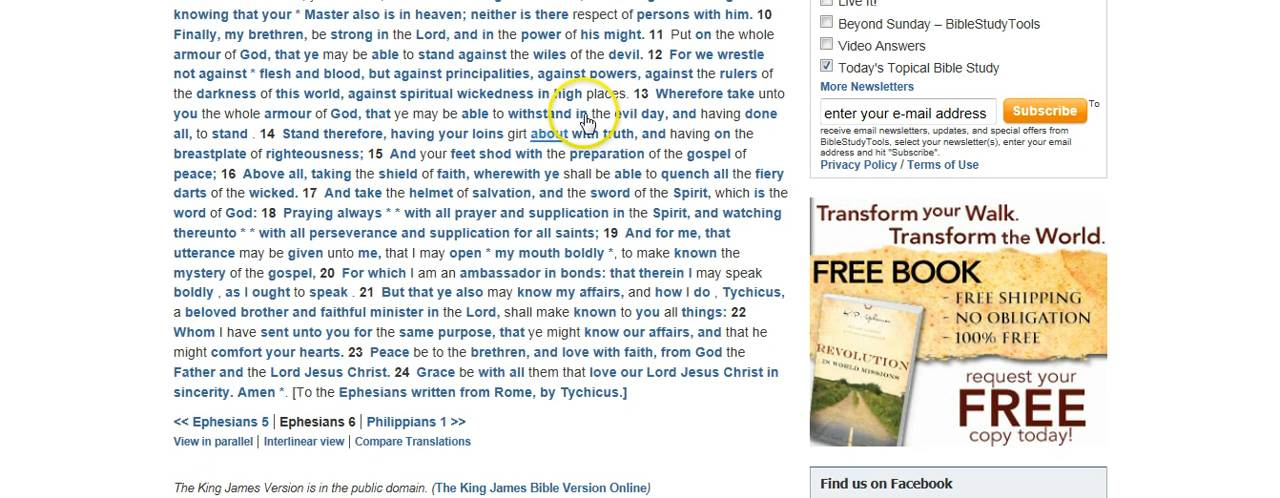 knowing that your * Master also is in heaven; neither is there respect of persons with him. 10
Finally, my brethren, be strong in the Lord, and in the power of his might. 11 Put on the whole
armour of God, that ye may be able to stand against the wiles of the devil. 12 For we wrestle
not against * flesh and blood, but against principalities, against powers, against the rulers of
the darkness of this world, against spiritual wickedness in high places. 13 Wherefore take unto
you the whole armour of God, that ye may be able to withstand in the evil day, and having done
all, to stand . 14 Stand therefore, having your loins girt about with truth, and having on the
breastplate of righteousness; 15 And your feet shod with the preparation of the gospel of
peace; 16 Above all, taking the shield of faith, wherewith ye shall be able to quench all the fiery
darts of the wicked. 17 And take the helmet of salvation, and the sword of the Spirit, which is the
word of God: 18 Praying always * * with all prayer and supplication in the Spirit, and watching
thereunto * * with all perseverance and supplication for all saints; 19 And for me, that
utterance may be given unto me, that I may open * my mouth boldly *, to make known the
mystery of the gospel, 20 For which I am an ambassador in bonds: that therein I may speak
boldly , as I ought to speak . 21 But that ye also may know my affairs, and how I do , Tychicus,
a beloved brother and faithful minister in the Lord, shall make known to you all things: 22
Whom I have sent unto you for the same purpose, that ye might know our affairs, and that he
might comfort your hearts. 23 Peace be to the brethren, and love with faith, from God the
Father and the Lord Jesus Christ. 24 Grace be with all them that love our Lord Jesus Christ in
sincerity. Amen *. [To the Ephesians written from Rome, by Tychicus.]
<< Ephesians 5 | Ephesians 6 | Philippians 1 >>
View in parallel | Interlinear view | Compare Translations
The King James Version is in the public domain. (The King James Bible Version Online)
Live It!
Beyond Sunday – BibleStudyTools
Video Answers
Today's Topical Bible Study
More Newsletters
enter your e-mail address Subscribe To
receive email newsletters, updates, and special offers from
BibleStudyTools, select your newsletter(s), enter your email
address and hit "Subscribe".
Privacy Policy / Terms of Use
Transform your Walk.
Transform the World.
FREE BOOK
- FREE SHIPPING
- NO OBLIGATION
- 100% FREE
REVOLUTION
IN WORLD MISSIONS
request your
FREE
copy today!
Find us on Facebook